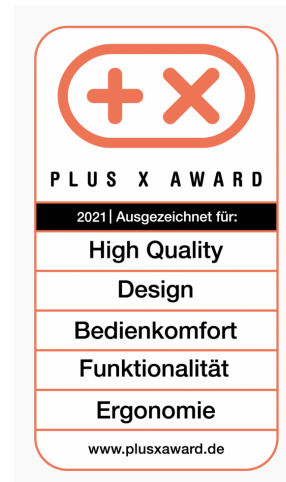 PLUS X AWARD
2021 | Ausgezeichnet für:
High Quality
Design
Bedienkomfort
Funktionalität
Ergonomie
www.plusxaward.de